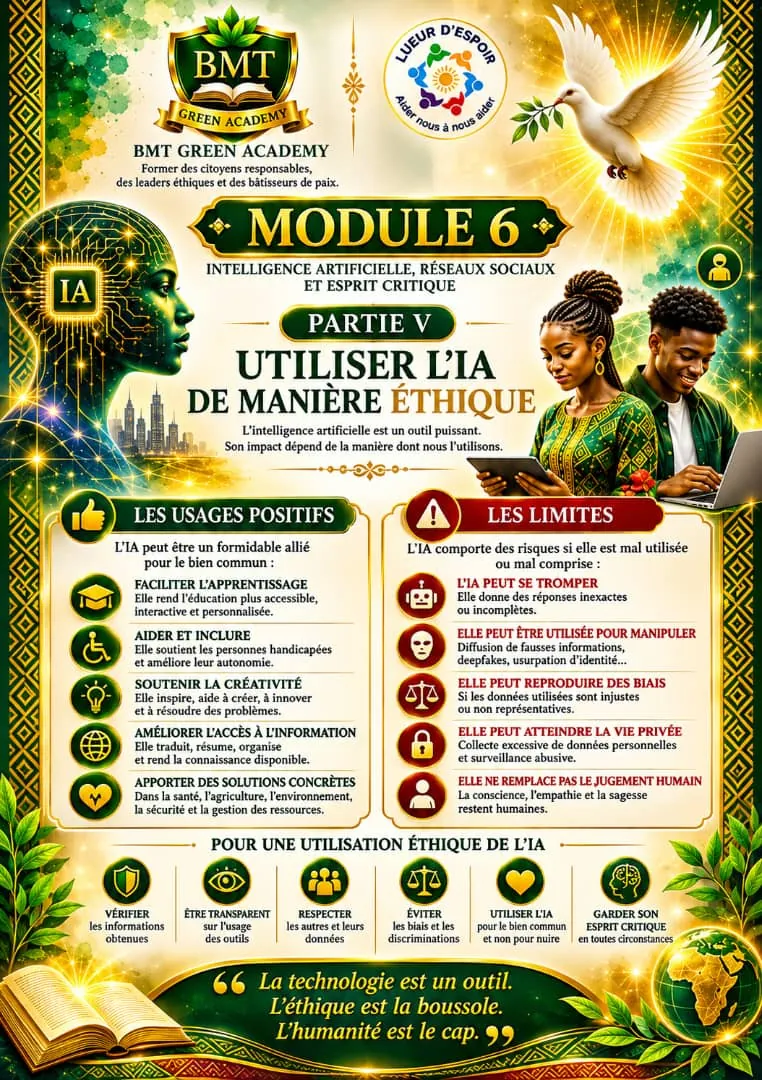 BMT
GREEN ACADEMY
LUEUR D'ESPOIR
Aider nous à nous aider
BMT GREEN ACADEMY
Former des citoyens responsables,
des leaders éthiques et des bâtisseurs de paix.
MODULE 6
INTELLIGENCE ARTIFICIELLE, RÉSEAUX SOCIAUX
ET ESPRIT CRITIQUE
IA
PARTIE V
UTILISER L'IA
DE MANIÈRE ÉTHIQUE
L'intelligence artificielle est un outil puissant.
Son impact dépend de la manière dont nous l'utilisons.
LES USAGES POSITIFS
L'IA peut être un formidable allié
pour le bien commun :
FACILITER L'APPRENTISSAGE
Elle rend l'éducation plus accessible,
interactive et personnalisée.
AIDER ET INCLURE
Elle soutient les personnes handicapées
et améliore leur autonomie.
SOUTENIR LA CRÉATIVITÉ
Elle inspire, aide à créer, à innover
et à résoudre des problèmes.
AMÉLIORER L'ACCÈS À L'INFORMATION
Elle traduit, résume, organise
et rend la connaissance disponible.
APPORTER DES SOLUTIONS CONCRÈTES
Dans la santé, l'agriculture, l'environnement,
la sécurité et la gestion des ressources.
LES LIMITES
L'IA comporte des risques si elle est mal utilisée
ou mal comprise :
L'IA PEUT SE TROMPER
Elle donne des réponses inexactes
ou incomplètes.
ELLE PEUT ÊTRE UTILISÉE POUR MANIPULER
Diffusion de fausses informations,
deepfakes, usurpation d'identité...
ELLE PEUT REPRODUIRE DES BIAIS
Si les données utilisées sont injustes
ou non représentatives.
ELLE PEUT ATTEINDRE LA VIE PRIVÉE
Collecte excessive de données personnelles
et surveillance abusive.
ELLE NE REMPLACE PAS LE JUGEMENT HUMAIN
La conscience, l'empathie et la sagesse
restent humaines.
POUR UNE UTILISATION ÉTHIQUE DE L'IA
VÉRIFIER
les informations
obtenues
ÊTRE TRANSPARENT
sur l'usage
des outils
RESPECTER
les autres et leurs
données
ÉVITER
les biais et les
discriminations
UTILISER L'IA
pour le bien commun
et non pour nuire
GARDER SON
ESPRIT CRITIQUE
en toutes circonstances
“ La technologie est un outil.
L'éthique est la boussole.
L'humanité est le cap. ”